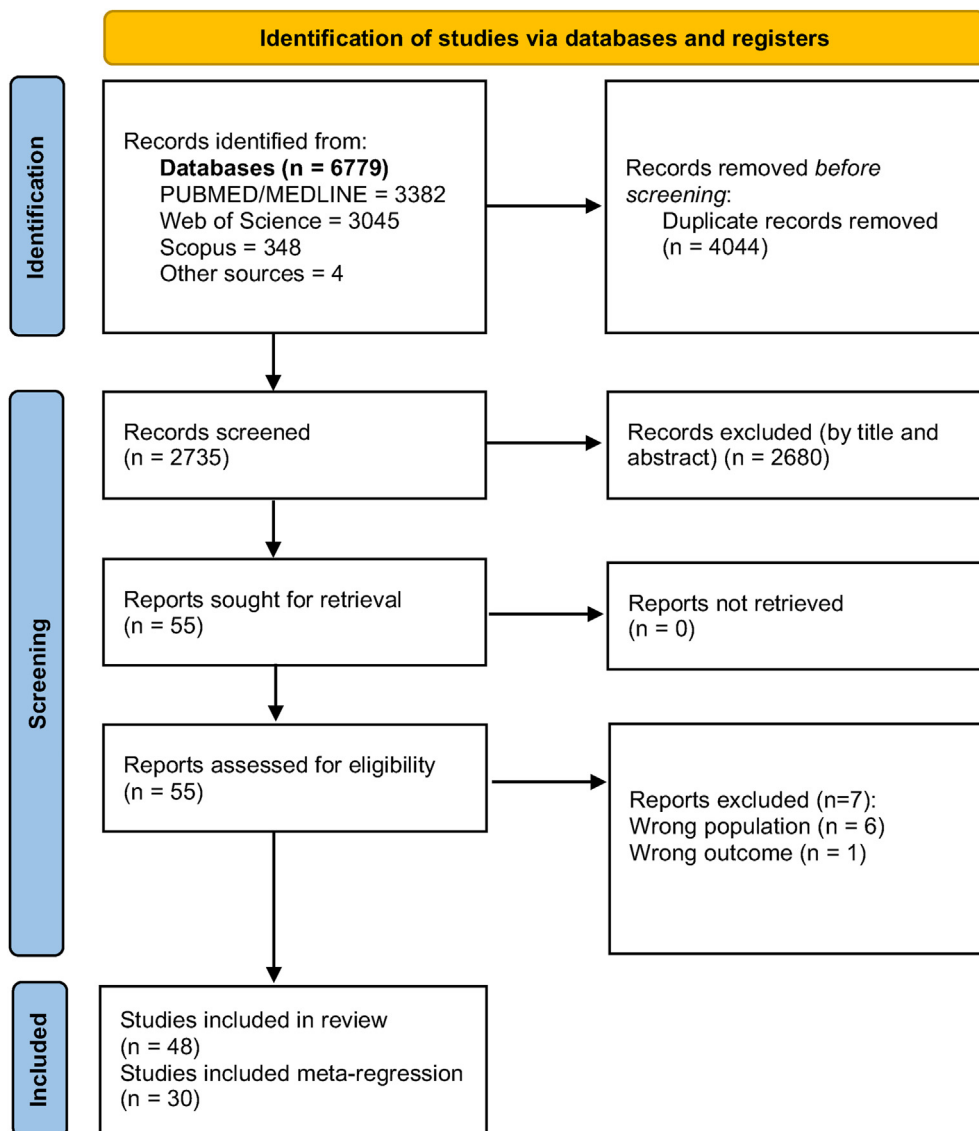 Identification of studies via databases and registers
Identification
Records identified from:
Databases (n = 6779)
PUBMED/MEDLINE = 3382
Web of Science = 3045
Scopus = 348
Other sources = 4
Records removed before
screening:
Duplicate records removed
(n = 4044)
Screening
Records screened
(n = 2735)
Records excluded (by title and
abstract) (n = 2680)
Reports sought for retrieval
(n = 55)
Reports not retrieved
(n = 0)
Reports assessed for eligibility
(n = 55)
Reports excluded (n=7):
Wrong population (n = 6)
Wrong outcome (n = 1)
Included
Studies included in review
(n = 48)
Studies included meta-regression
(n = 30)